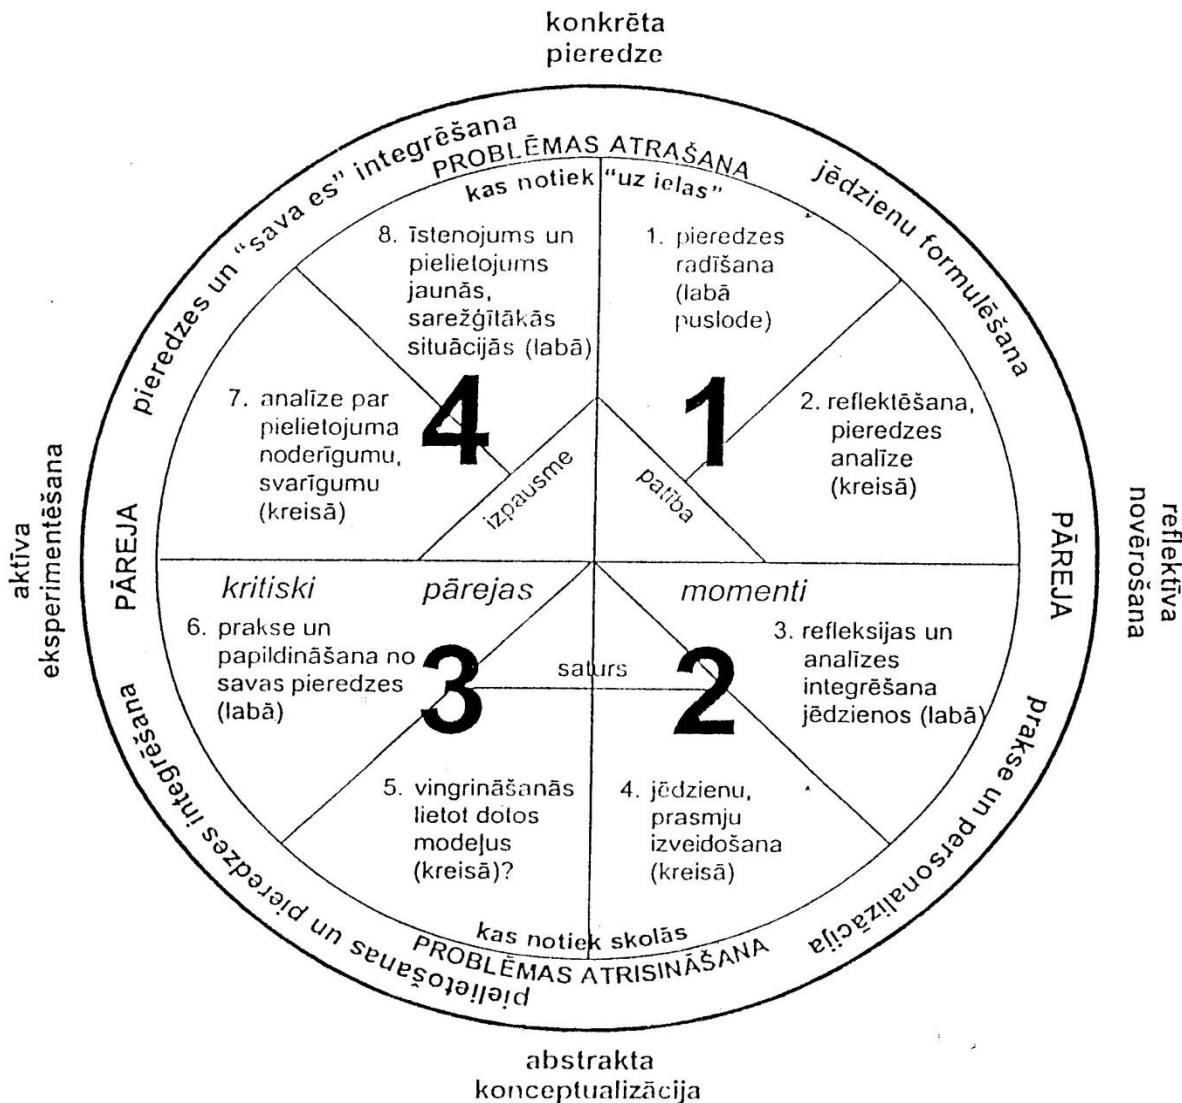 konkrēta
pieredze
pieredzes un "sava es" integrēšana
jēdzienu formulēšana
PROBLĒMAS ATRAŠANA
kas notiek "uz ielas"
8. īstenojums un
pielietojums
jaunās,
sarežģītākās
situācijās (labā)
1. pieredzes
radīšana
(labā
puslode)
4
1
7. analīze par
pielietojuma
noderīgumu,
svarīgumu
(kreisā)
2. reflektēšana,
pieredzes
analīze
(kreisā)
izpausme
patība
aktīva
eksperimentēšana
PĀREJA
PĀREJA
reflektīva
novērošana
kritiski pārejas momenti
6. prakse un
papildināšana no
savas pieredzes
(labā)
3
saturs
2
3. refleksijas un
analīzes
integrēšana
jēdzienos (labā)
5. vingrināšanās
lietot dotos
modeļus
(kreisā)?
4. jēdzienu,
prasmju
izveidošana
(kreisā)
kas notiek skolās
PROBLĒMAS ATRISINĀŠANA
pielietošanas un pieredzes integrēšana
prakse un personalizācija
abstrakta
konceptualizācija